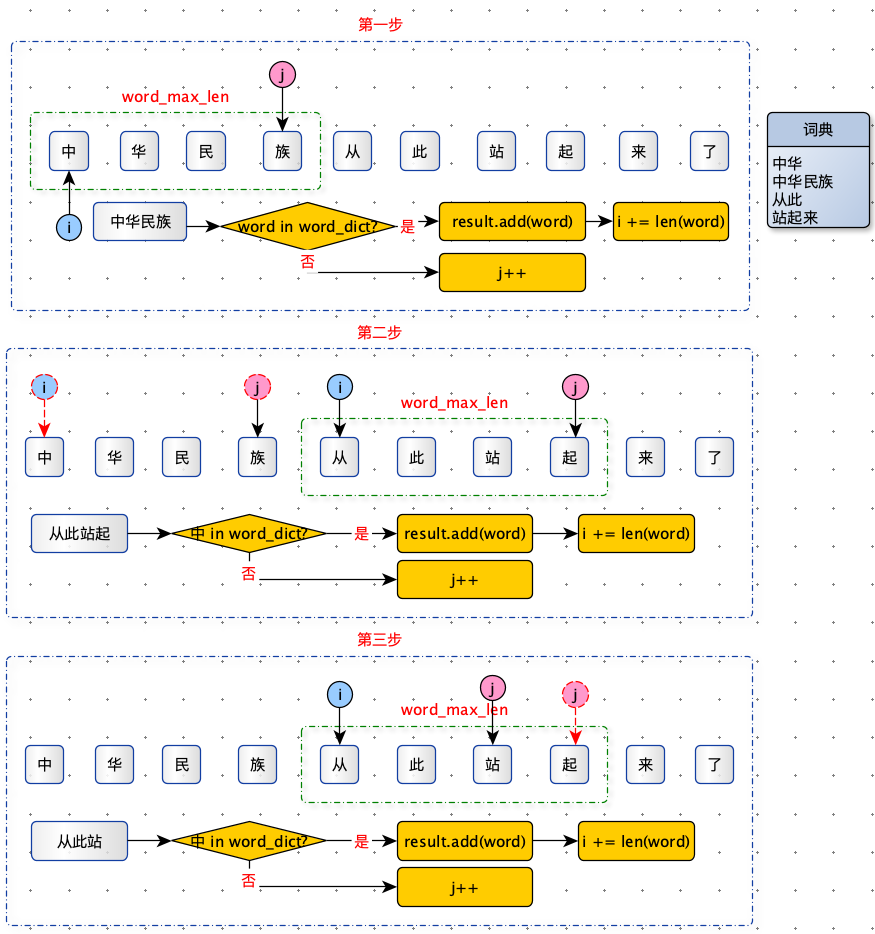 第一步
j
word_max_len
中 华 民 族 从 此 站 起 来 了
i
中华民族
word in word_dict?
是
result.add(word)
i += len(word)
否
j++
词典
中华
中华民族
从此
站起来
第二步
i
j
i
j
word_max_len
中 华 民 族 从 此 站 起 来 了
从此站起
中 in word_dict?
是
result.add(word)
i += len(word)
否
j++
第三步
i
j
j
word_max_len
中 华 民 族 从 此 站 起 来 了
从此站
中 in word_dict?
是
result.add(word)
i += len(word)
否
j++